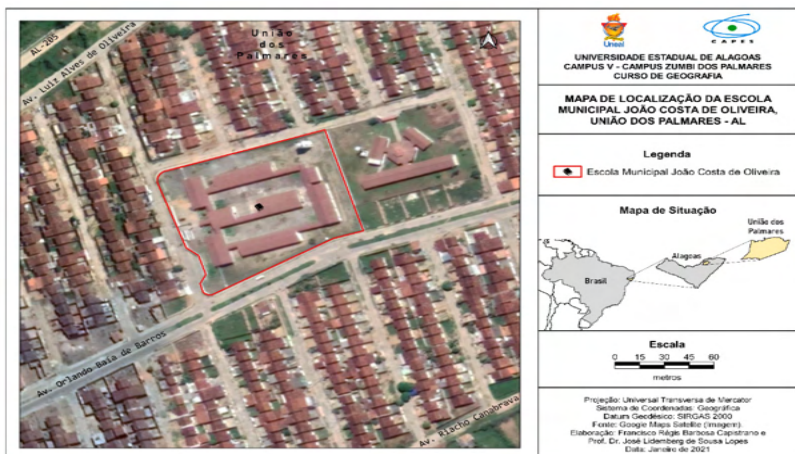 AL-205
União
dos
Palmares
Av. Luiz Alves de Oliveira
Av. Orlando Baía de Barros
Av. Riacho Canabrava
Uneal
CAPES
UNIVERSIDADE ESTADUAL DE ALAGOAS
CAMPUS V - CAMPUS ZUMBI DOS PALMARES
CURSO DE GEOGRAFIA
MAPA DE LOCALIZAÇÃO DA ESCOLA
MUNICIPAL JOÃO COSTA DE OLIVEIRA,
UNIÃO DOS PALMARES - AL
Legenda
Escola Municipal João Costa de Oliveira
Mapa de Situação
União dos
Palmares
Alagoas
Brasil
Escala
0 15 30 45 60
metros
Projeção: Universal Transversa de Mercator
Sistema de Coordenadas: Geográfica
Datum Geodésico: SIRGAS 2000
Fonte: Google Maps Satelite (Imagem)
Elaboração: Francisco Régis Barbosa Capistrano e
Prof. Dr. José Lidemberg de Sousa Lopes
Data: Janeiro de 2021